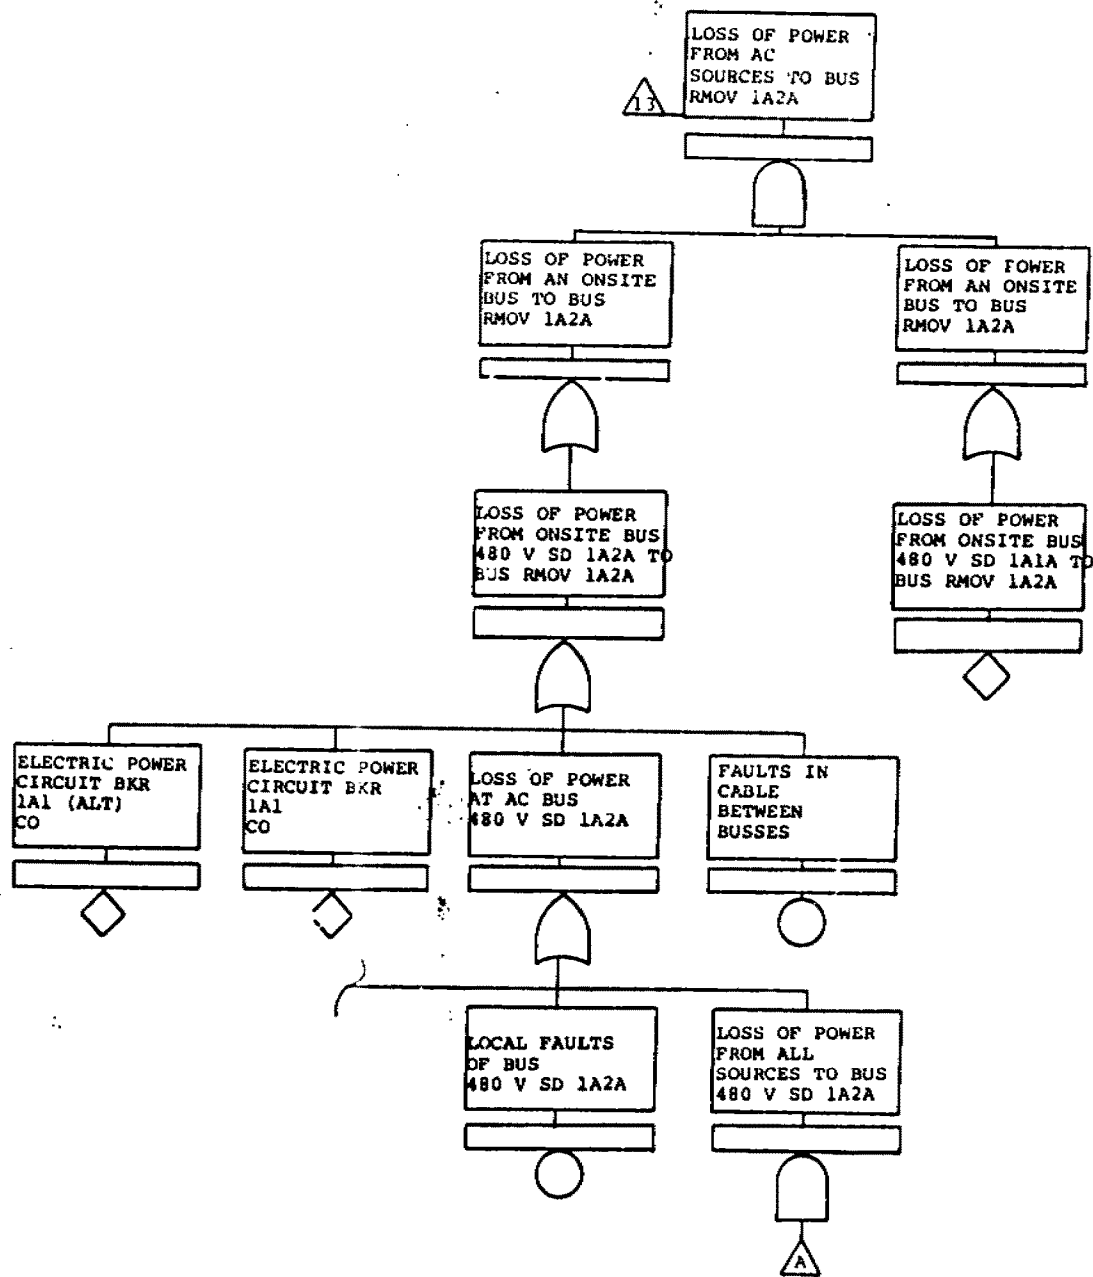 LOSS OF POWER
FROM AC
SOURCES TO BUS
RMOV 1A2A
13
LOSS OF POWER
FROM AN ONSITE
BUS TO BUS
RMOV 1A2A
LOSS OF FOWER
FROM AN ONSITE
BUS TO BUS
RMOV 1A2A
LOSS OF POWER
FROM ONSITE BUS
480 V SD 1A2A TO
BUS RMOV 1A2A
LOSS OF POWER
FROM ONSITE BUS
480 V SD 1A1A TO
BUS RMOV 1A2A
ELECTRIC POWER
CIRCUIT BKR
1A1 (ALT)
CO
ELECTRIC POWER
CIRCUIT BKR
1A1
CO
LOSS OF POWER
AT AC BUS
480 V SD 1A2A
FAULTS IN
CABLE
BETWEEN
BUSSES
LOCAL FAULTS
OF BUS
480 V SD 1A2A
LOSS OF POWER
FROM ALL
SOURCES TO BUS
480 V SD 1A2A
A